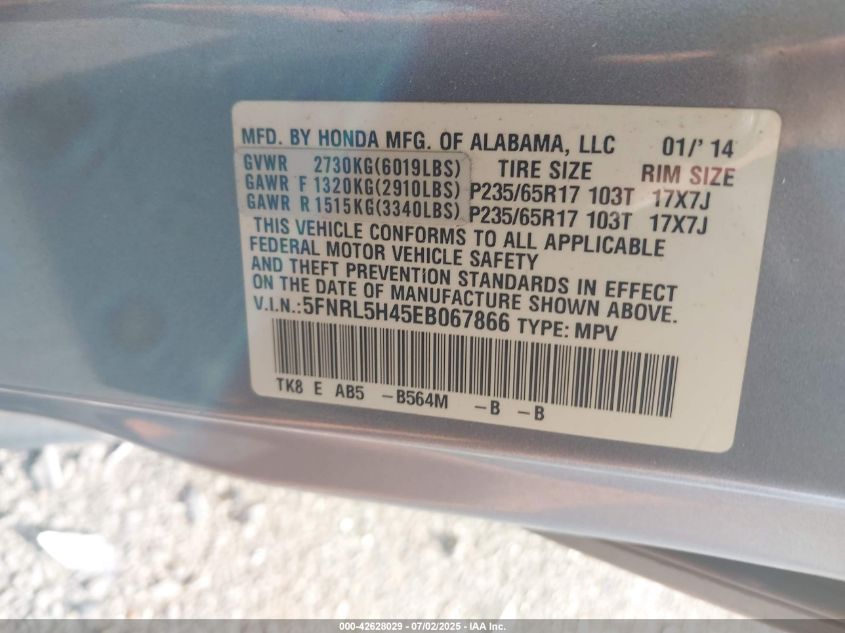 MFD. BY HONDA MFG. OF ALABAMA, LLC 01/' 14
GVWR 2730KG(6019LBS) TIRE SIZE RIM SIZE
GAWR F 1320KG(2910LBS) P235/65R17 103T 17X7J
GAWR R 1515KG(3340LBS) P235/65R17 103T 17X7J
THIS VEHICLE CONFORMS TO ALL APPLICABLE
FEDERAL MOTOR VEHICLE SAFETY
AND THEFT PREVENTION STANDARDS IN EFFECT
ON THE DATE OF MANUFACTURE SHOWN ABOVE.
V.I.N.:5FNRL5H45EB067866 TYPE: MPV
TK8 E AB5 -B564M -B -B
000-42628029 - 07/02/2025 - IAA Inc.